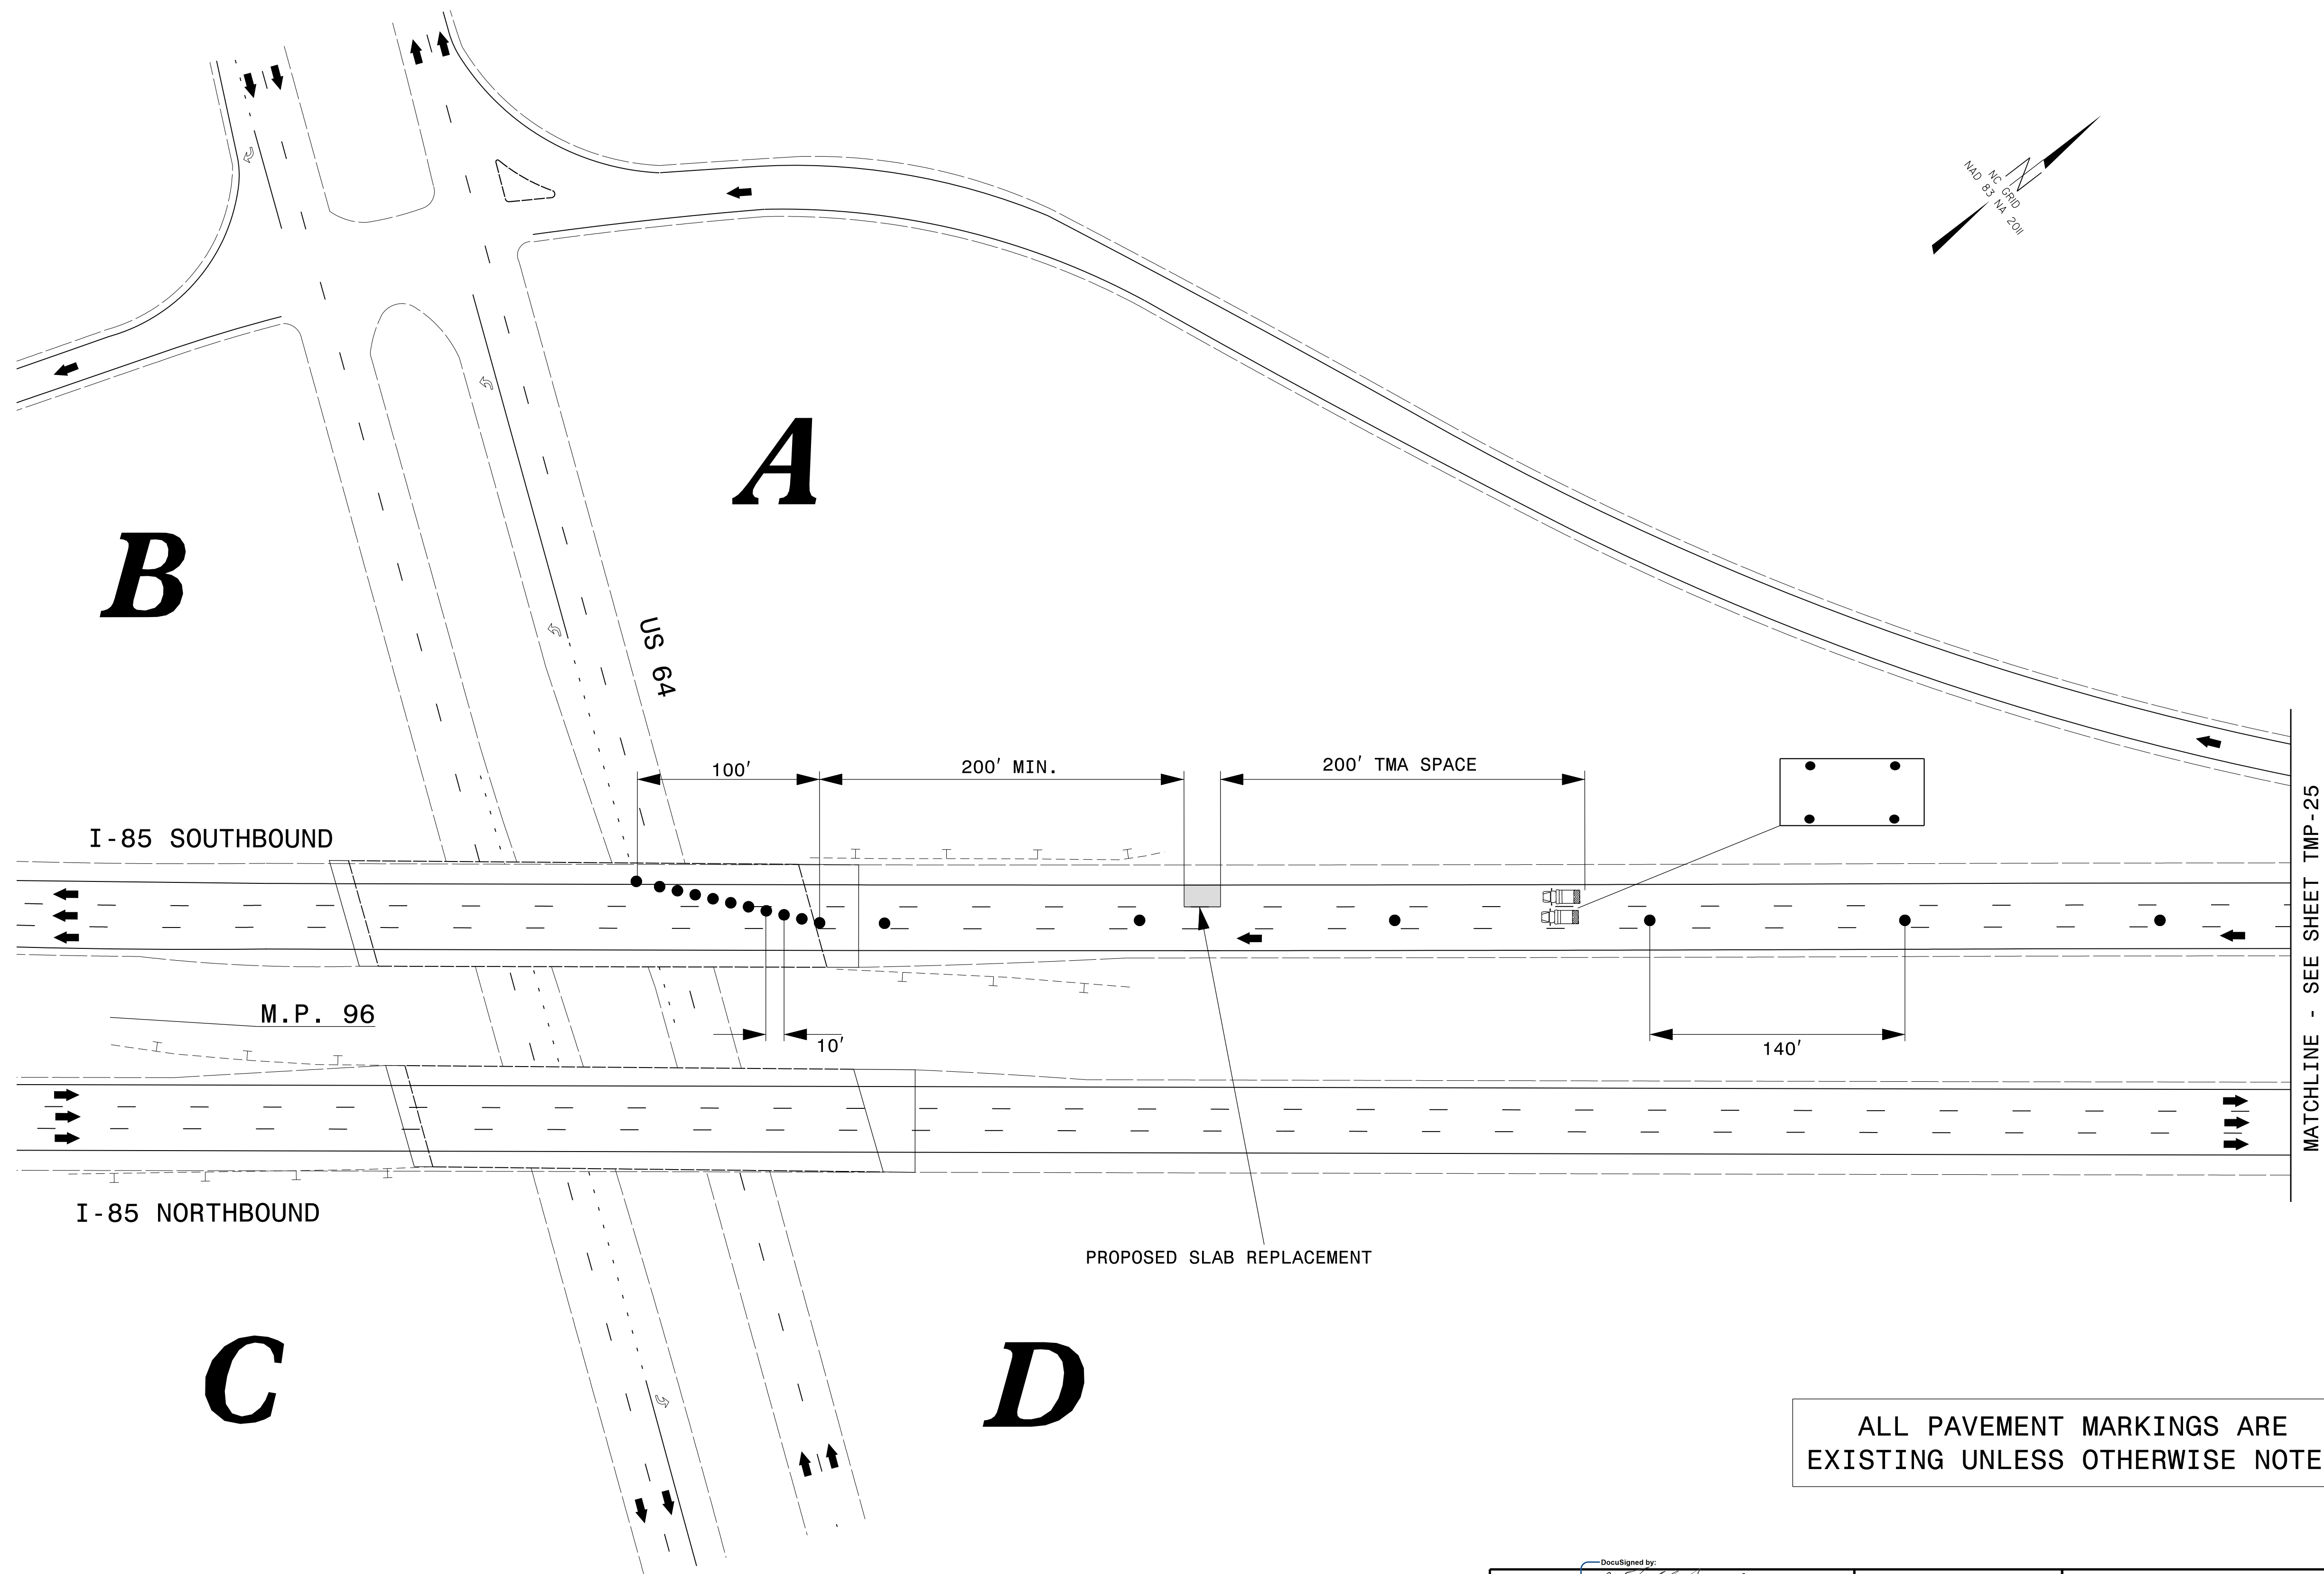 NC GRID
NAD 83 NA 2011
A
B
US 64
100'
200' MIN.
200' TMA SPACE
I-85 SOUTHBOUND
M.P. 96
10'
140'
MATCHLINE - SEE SHEET TMP-25
I-85 NORTHBOUND
PROPOSED SLAB REPLACEMENT
C
D
ALL PAVEMENT MARKINGS ARE
EXISTING UNLESS OTHERWISE NOTE
DocuSigned by: